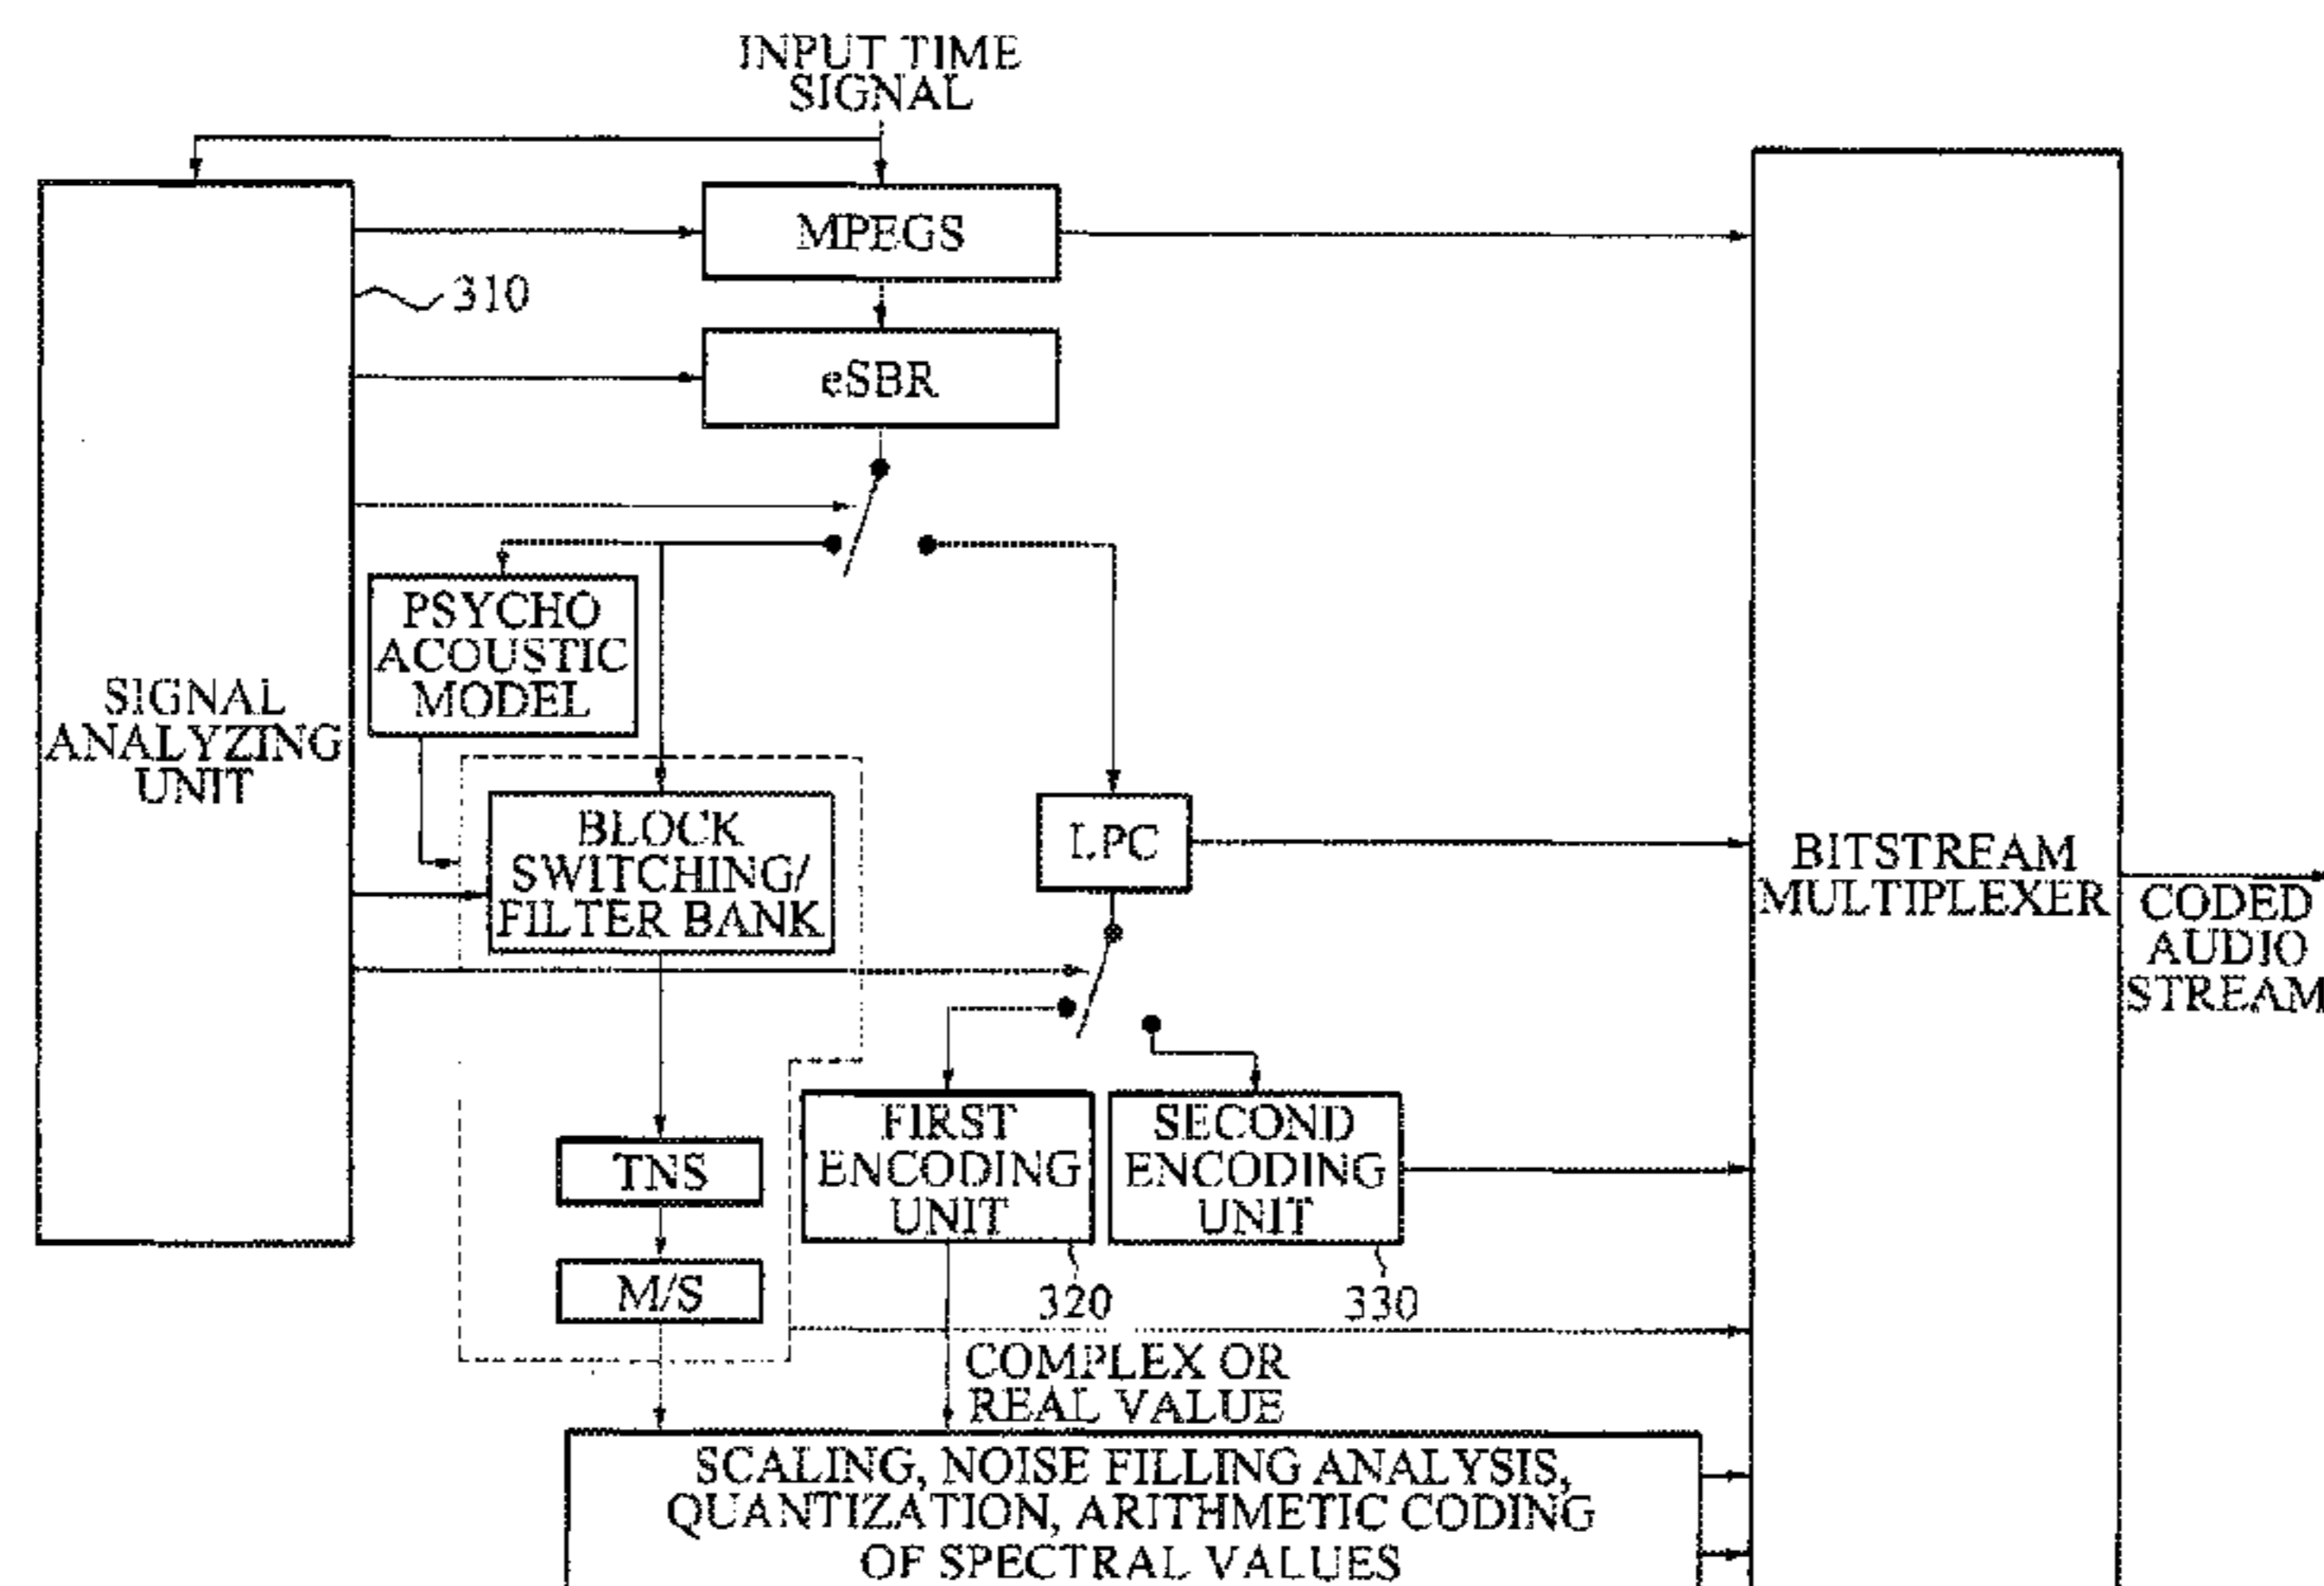 INPUT TIME
SIGNAL
MPEGS
310
eSBR
PSYCHO
ACOUSTIC
MODEL
SIGNAL
ANALYZING
UNIT
BLOCK
SWITCHING/
FILTER BANK
LPC
BITSTREAM
MULTIPLEXER
CODED
AUDIO
STREAM
FIRST
ENCODING
UNIT
SECOND
ENCODING
UNIT
TNS
M/S
320
330
COMPLEX OR
REAL VALUE
SCALING, NOISE FILLING ANALYSIS,
QUANTIZATION, ARITHMETIC CODING
OF SPECTRAL VALUES